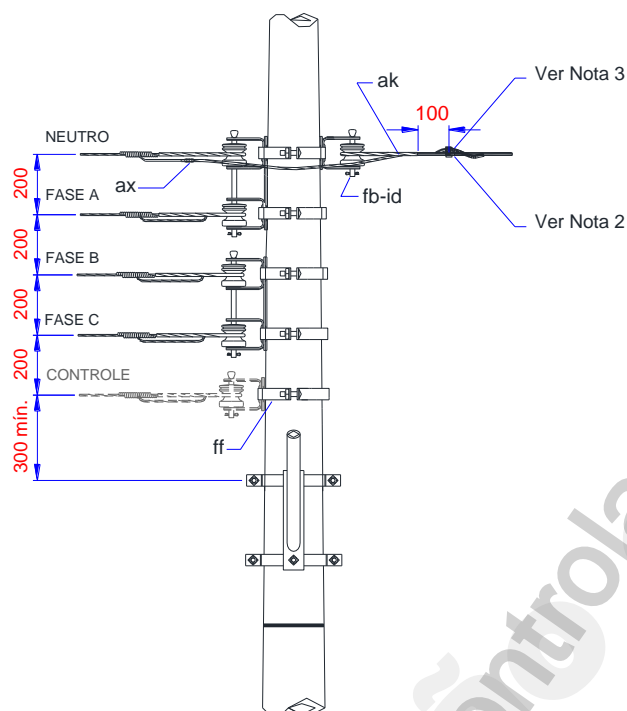 ak
Ver Nota 3
100
NEUTRO
ax
fb-id
Ver Nota 2
200
FASE A
200
FASE B
200
FASE C
200
CONTROLE
300 mín.
ff